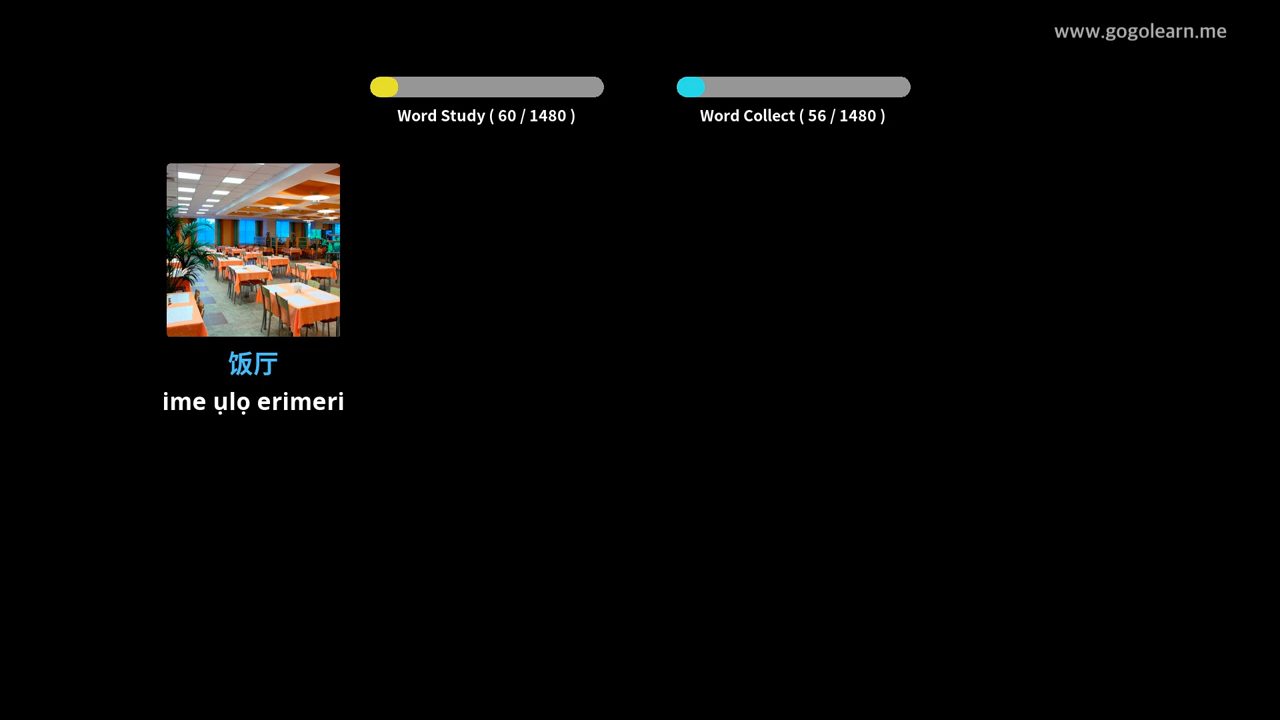 www.gogolearn.me
Word Study ( 60 / 1480 )
Word Collect ( 56 / 1480 )
饭厅
ime ụlọ erimeri